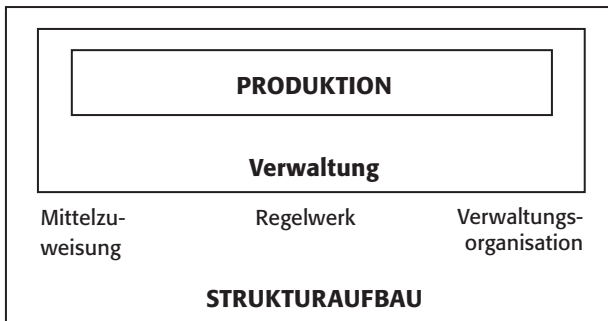 PRODUKTION
Verwaltung
Mittelzu-
weisung
Regelwerk
Verwaltungs-
organisation
STRUKTURAUFBAU